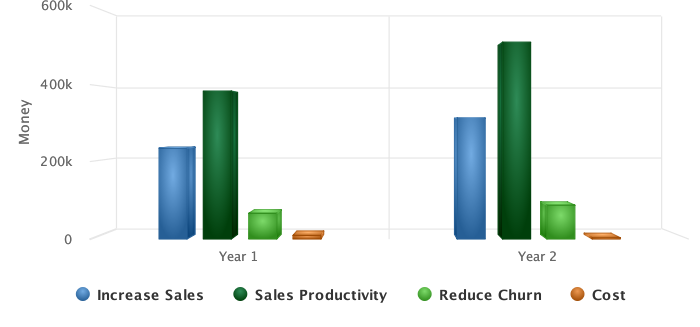 600k
400k
200k
0
Money
Year 1
Year 2
Increase Sales
Sales Productivity
Reduce Churn
Cost